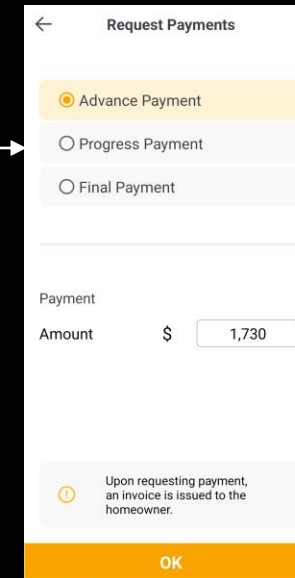 Request Payments
Advance Payment
Progress Payment
Final Payment
Payment
Amount $ 1,730
Upon requesting payment,
an invoice is issued to the
homeowner.
OK